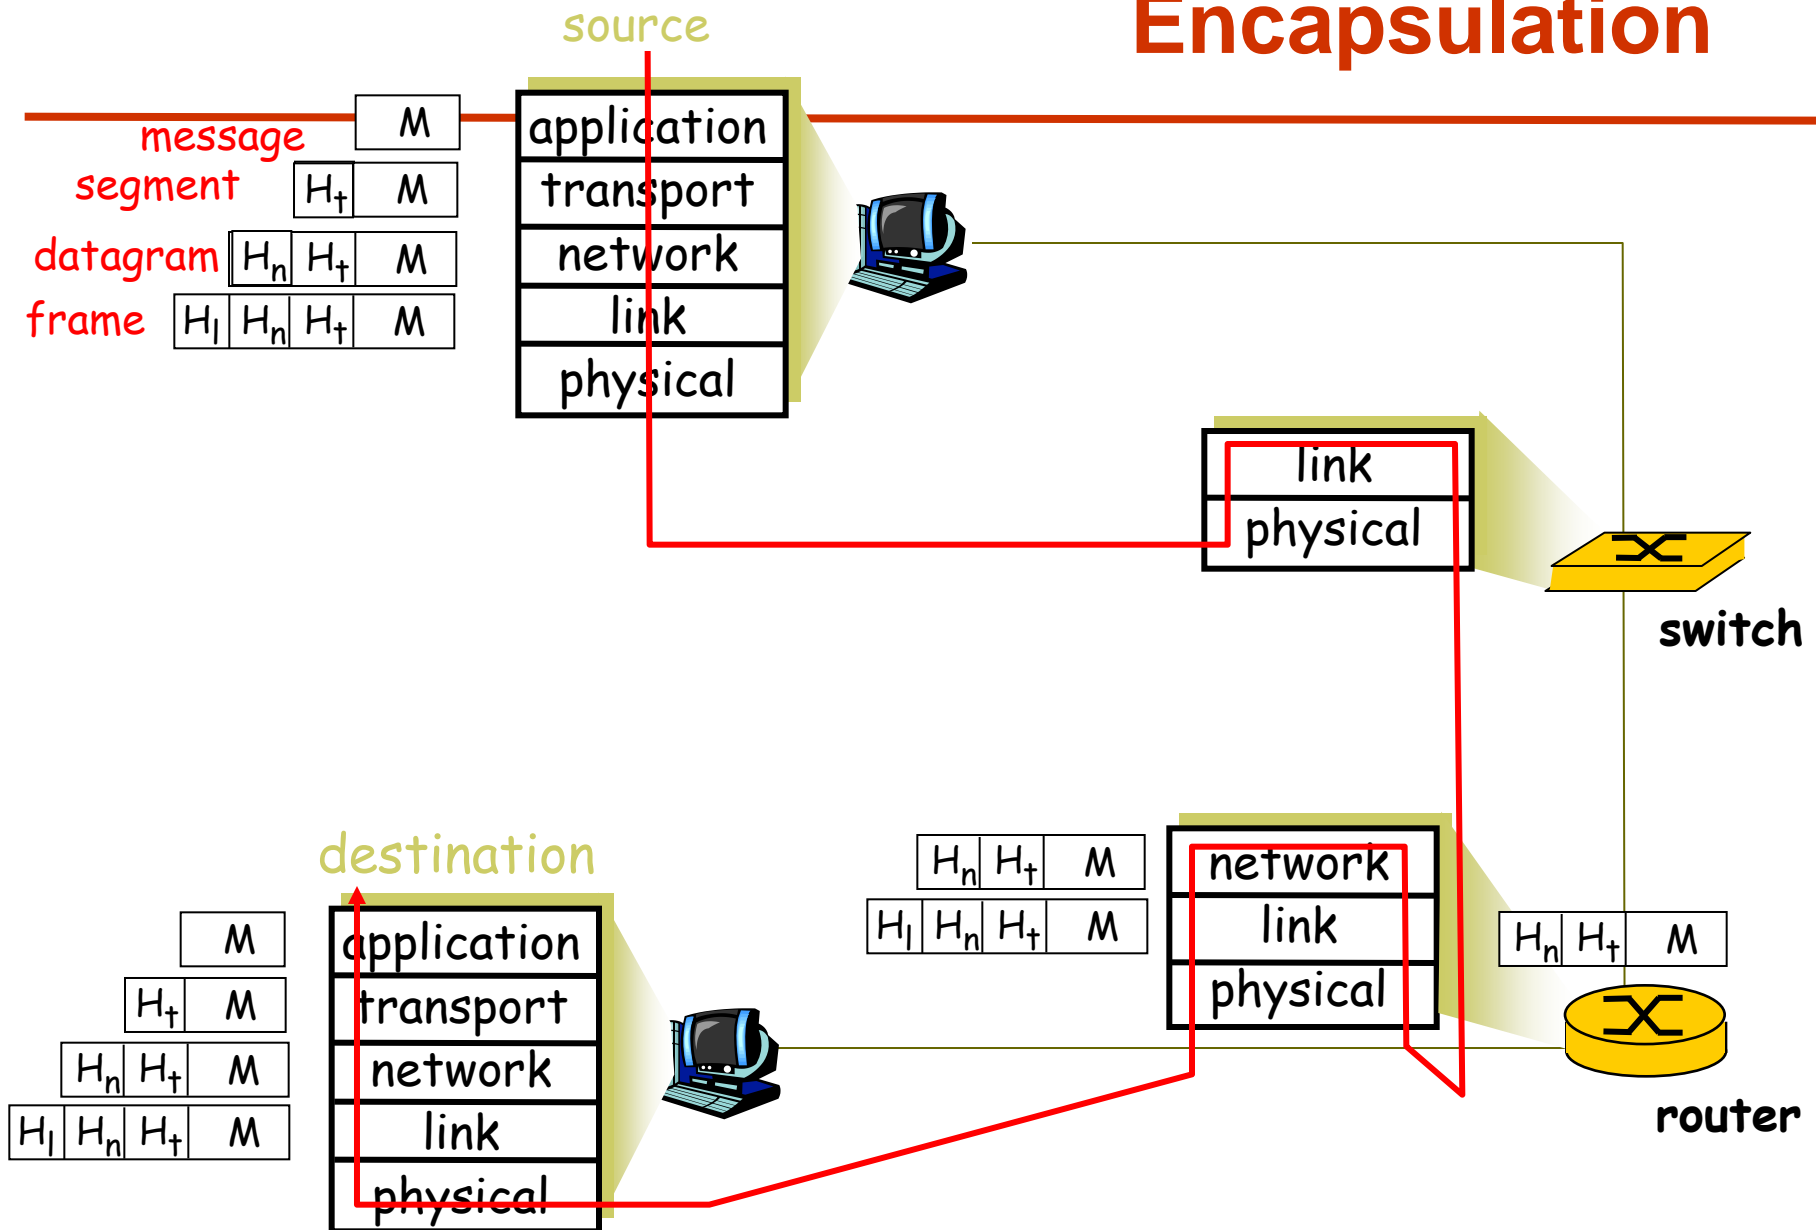 Encapsulation
source
message M
segment Ht M
datagram Hn Ht M
frame Hl Hn Ht M
application
transport
network
link
physical
link
physical
switch
destination
M
Ht M
Hn Ht M
Hl Hn Ht M
application
transport
network
link
physical
Hn Ht M
Hl Hn Ht M
network
link
physical
Hn Ht M
router